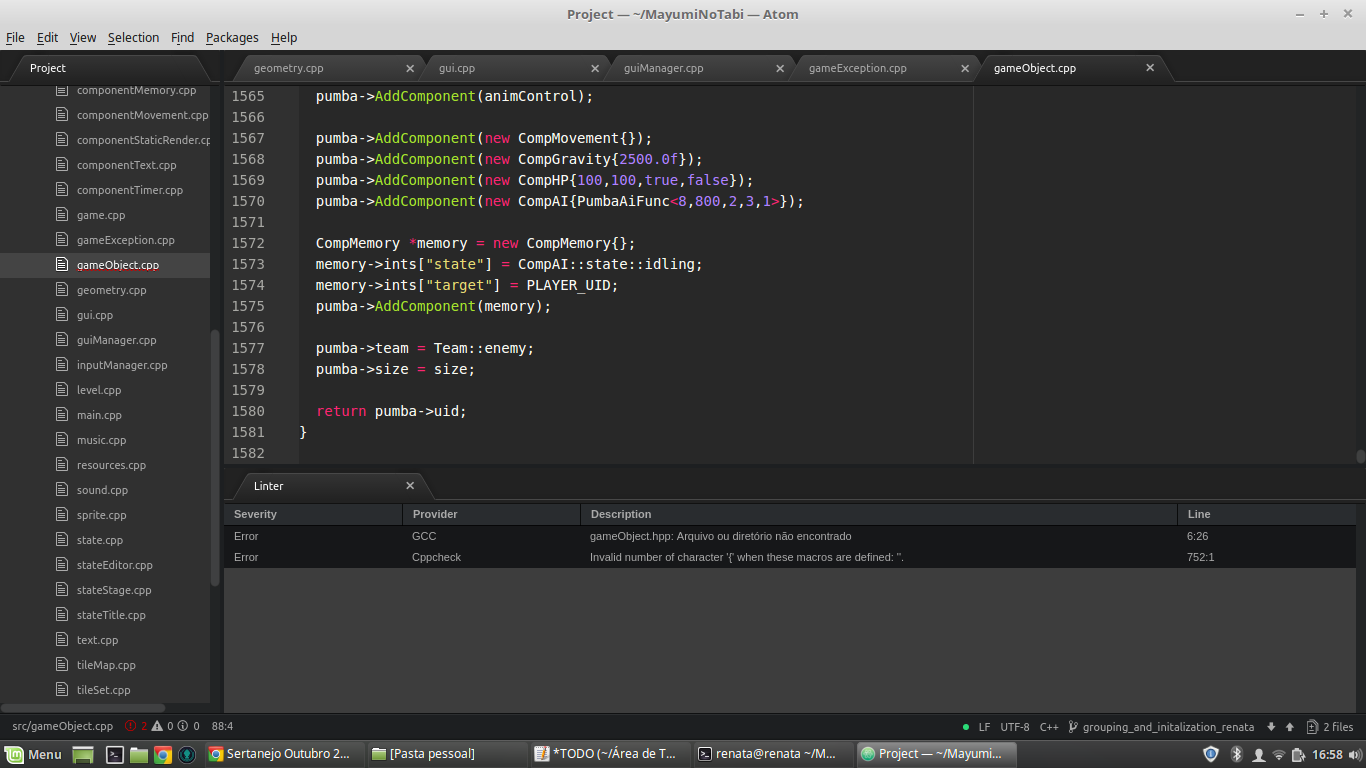 Project — ~/MayumiNoTabi — Atom
File Edit View Selection Find Packages Help
Project
componentMemory.cpp
componentMovement.cpp
componentStaticRender.cp
componentText.cpp
componentTimer.cpp
game.cpp
gameException.cpp
gameObject.cpp
geometry.cpp
gui.cpp
guiManager.cpp
inputManager.cpp
level.cpp
main.cpp
music.cpp
resources.cpp
sound.cpp
sprite.cpp
state.cpp
stateEditor.cpp
stateStage.cpp
stateTitle.cpp
text.cpp
tileMap.cpp
tileSet.cpp
geometry.cpp gui.cpp guiManager.cpp gameException.cpp gameObject.cpp
1565 pumba->AddComponent(animControl);
1566
1567 pumba->AddComponent(new CompMovement{});
1568 pumba->AddComponent(new CompGravity{2500.0f});
1569 pumba->AddComponent(new CompHP{100,100,true,false});
1570 pumba->AddComponent(new CompAI{PumbaAiFunc<8,800,2,3,1>});
1571
1572 CompMemory *memory = new CompMemory{};
1573 memory->ints["state"] = CompAI::state::idling;
1574 memory->ints["target"] = PLAYER_UID;
1575 pumba->AddComponent(memory);
1576
1577 pumba->team = Team::enemy;
1578 pumba->size = size;
1579
1580 return pumba->uid;
1581 }
1582
Linter
Severity Provider Description Line
Error GCC gameObject.hpp: Arquivo ou diretório não encontrado 6:26
Error Cppcheck Invalid number of character '{' when these macros are defined: ''. 752:1
src/gameObject.cpp 2 0 0 88:4 LF UTF-8 C++ grouping_and_initalization_renata 2 files
Menu Sertanejo Outubro 2... [Pasta pessoal] *TODO (~/Área de T... renata@renata ~/M... Project — ~/Mayumi... 16:58